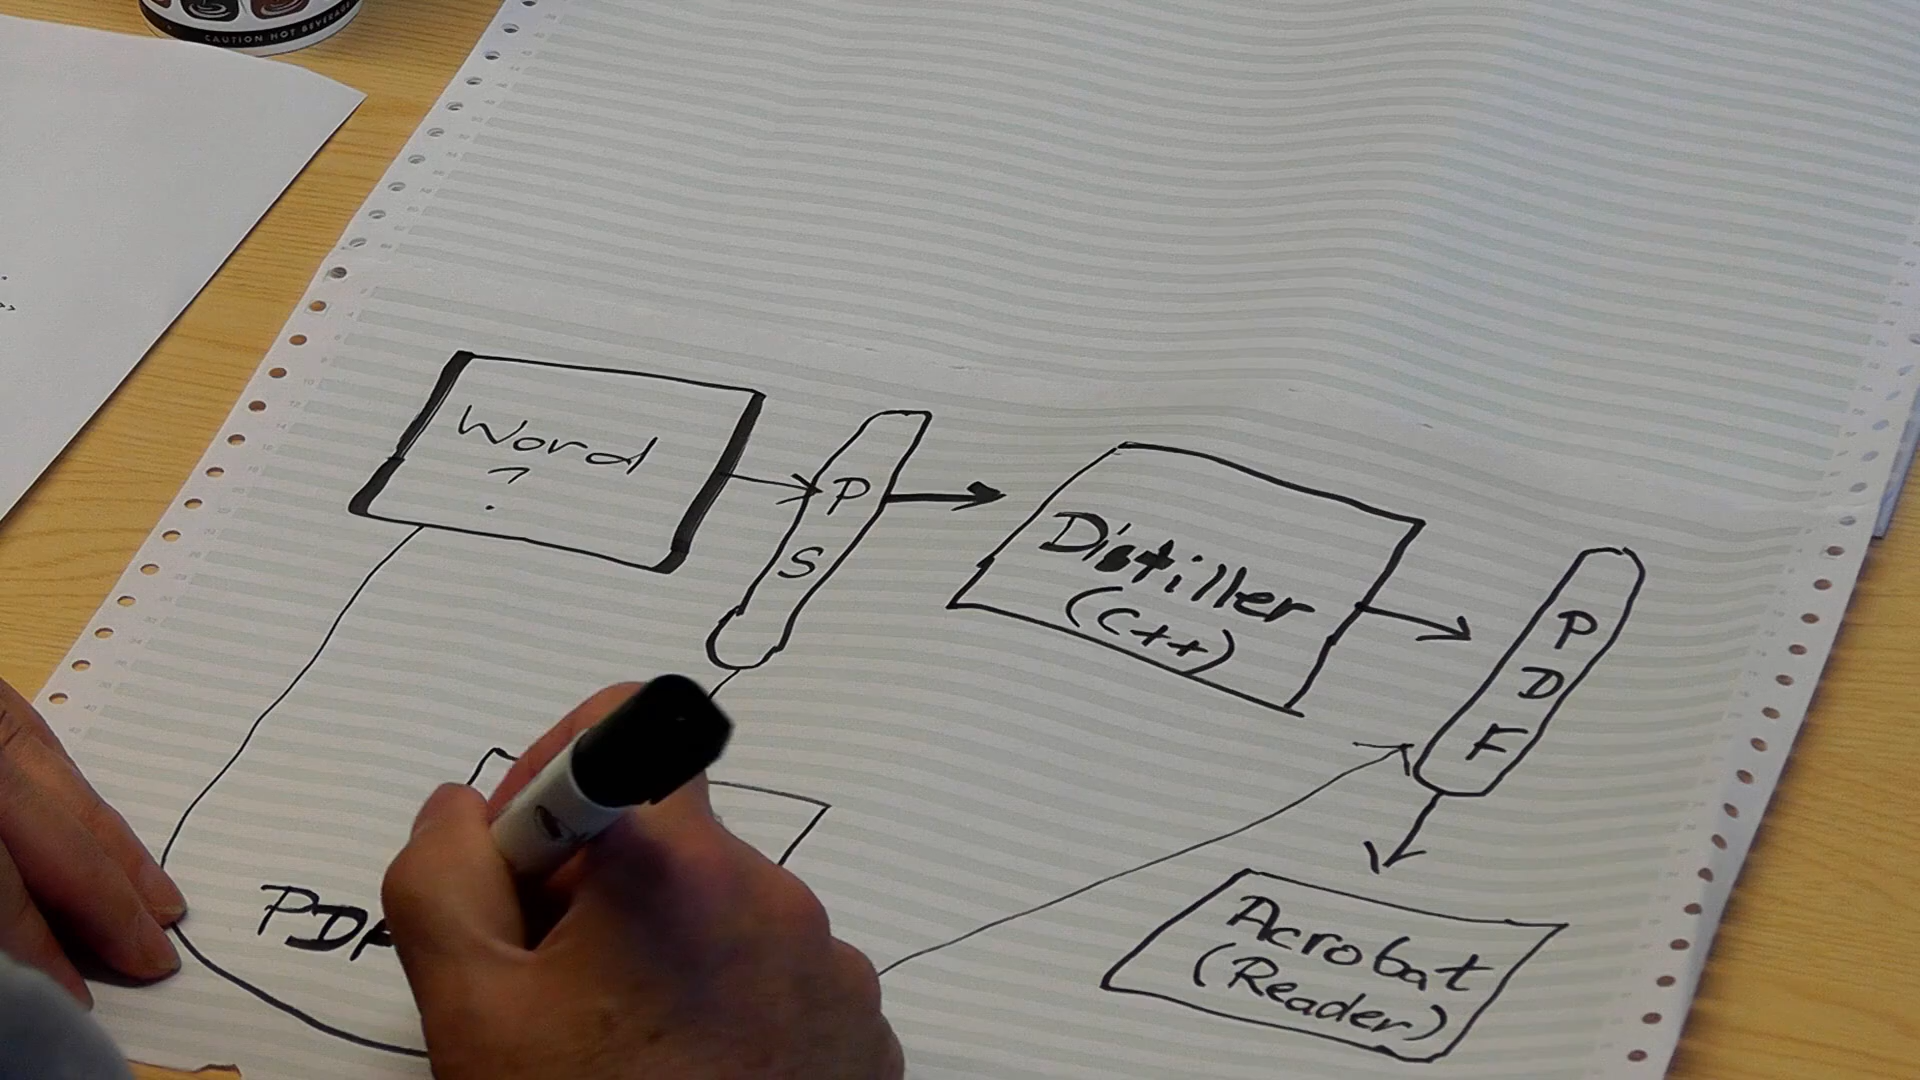 CAUTION HOT BEVERAGE
Word
?
P
S
Distiller
(C++)
P
D
F
PDF
Acrobat
(Reader)